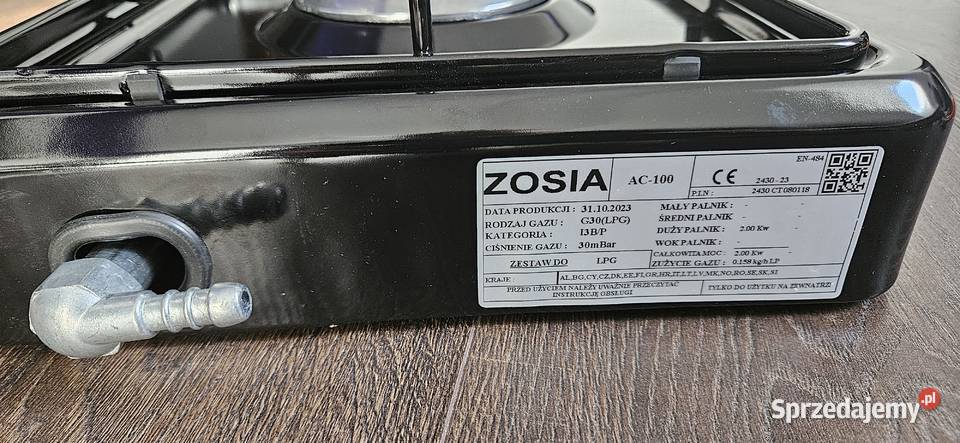 ZOSIA
AC-100
CE
2430 - 23
EN-484
P.I.N : 2430 CT 080118
DATA PRODUKCJI : 31.10.2023
RODZAJ GAZU : G30(LPG)
KATEGORIA : I3B/P
CIŚNIENIE GAZU : 30mBar
ZESTAW DO LPG
MAŁY PALNIK : - -
ŚREDNI PALNIK : - -
DUŻY PALNIK : - 2.00 Kw
WOK PALNIK : -
CAŁKOWITA MOC : 2.00 Kw
ZUŻYCIE GAZU : 0.158 kg/h LP
KRAJE : AL,BG,CY,CZ,DK,EE,FI,GR,HR,IT,LT,LV,MK,NO,RO,SE,SK,SI
PRZED UŻYCIEM NALEŻY UWAŻNIE PRZECZYTAĆ
INSTRUKCJĘ OBSŁUGI
TYLKO DO UŻYTKU NA ZEWNĄTRZ
Sprzedajemy.pl